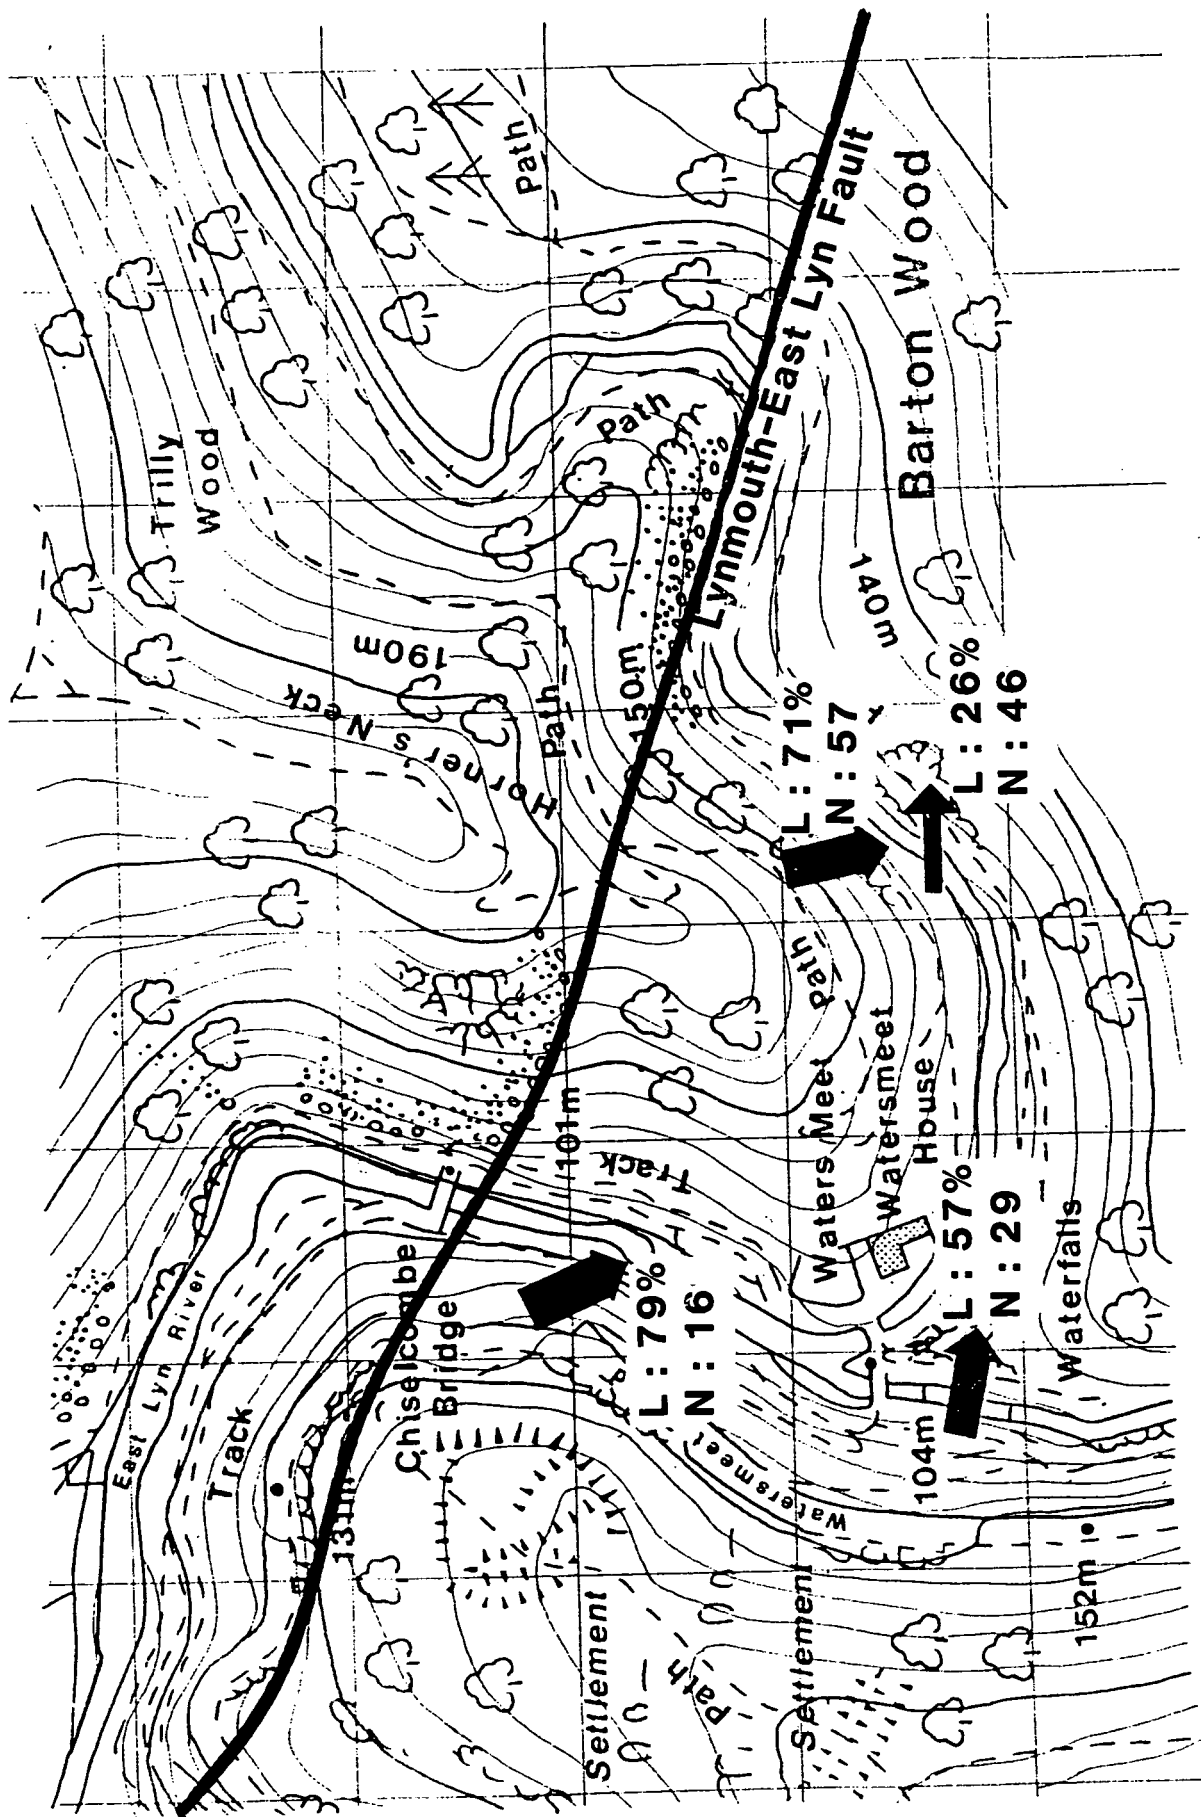 Trilly
Wood
Path
Path
Horner's Neck
190m
Path
150m
Lynmouth-East Lyn Fault
Barton Wood
140m
East Lyn River
Track
131m
Chiselcombe
Bridge
101m
Track
L: 79%
N: 16
L: 71%
N: 57
L: 26%
N: 46
Path
Waters Meet
Watersmeet
House
L: 57%
N: 29
Waterfalls
104m
Watersmeet
Settlement
Path
Settlement
152m